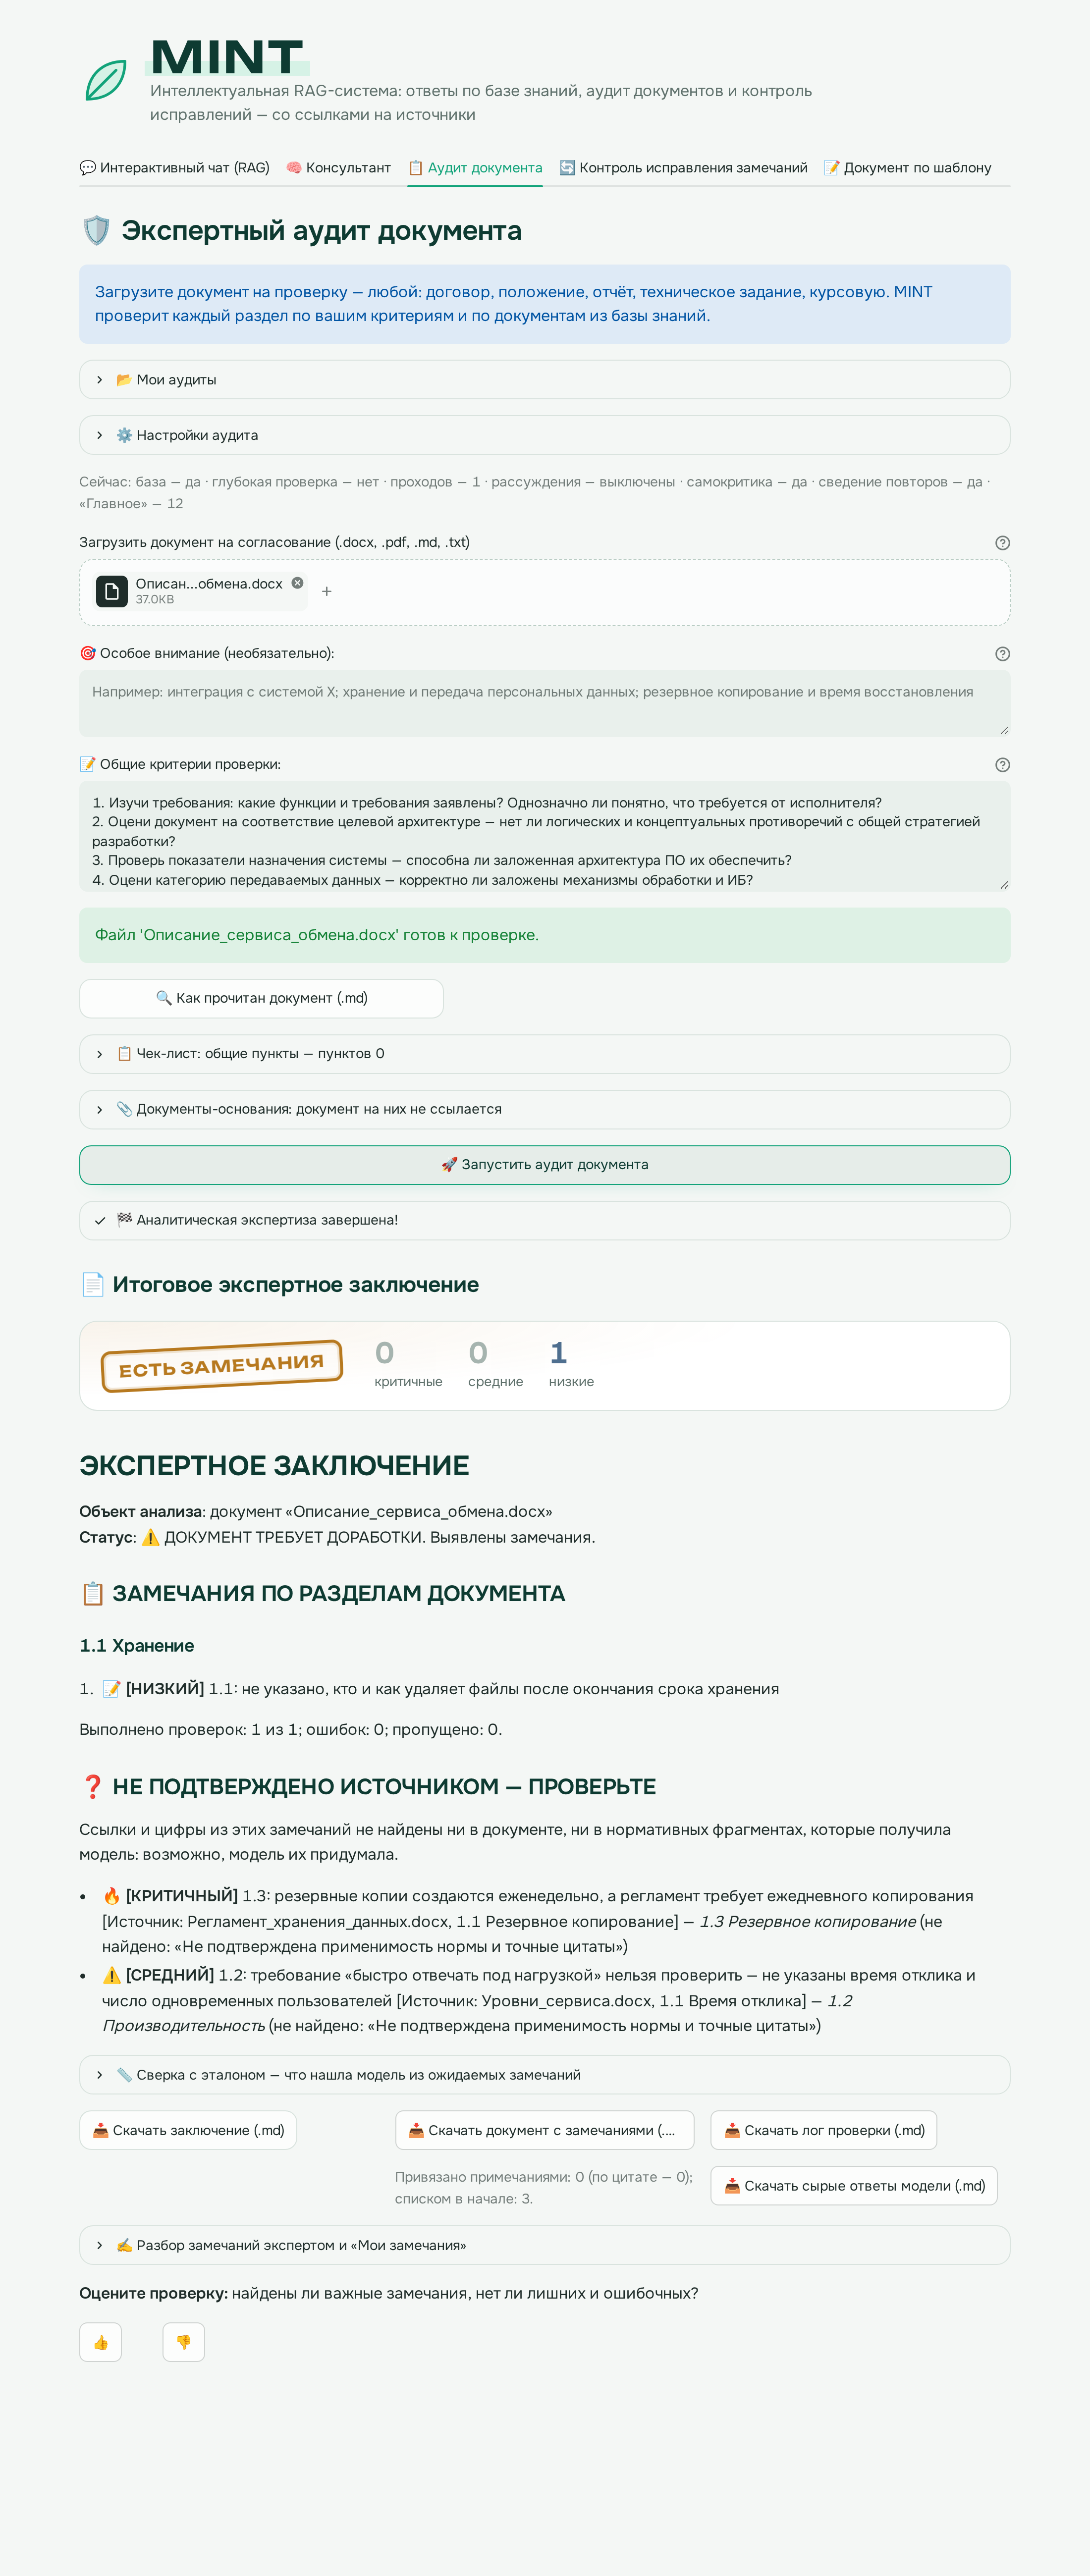 MINT
Интеллектуальная RAG-система: ответы по базе знаний, аудит документов и контроль
исправлений — со ссылками на источники
💬 Интерактивный чат (RAG) 🧠 Консультант 📋 Аудит документа 🔄 Контроль исправления замечаний 📝 Документ по шаблону
🛡️ Экспертный аудит документа
Загрузите документ на проверку — любой: договор, положение, отчёт, техническое задание, курсовую. MINT
проверит каждый раздел по вашим критериям и по документам из базы знаний.
📂 Мои аудиты
⚙️ Настройки аудита
Сейчас: база — да · глубокая проверка — нет · проходов — 1 · рассуждения — выключены · самокритика — да · сведение повторов — да ·
«Главное» — 12
Загрузить документ на согласование (.docx, .pdf, .md, .txt)
Описан...обмена.docx
37.0KB
🎯 Особое внимание (необязательно):
Например: интеграция с системой X; хранение и передача персональных данных; резервное копирование и время восстановления
📝 Общие критерии проверки:
1. Изучи требования: какие функции и требования заявлены? Однозначно ли понятно, что требуется от исполнителя?
2. Оцени документ на соответствие целевой архитектуре — нет ли логических и концептуальных противоречий с общей стратегией
разработки?
3. Проверь показатели назначения системы — способна ли заложенная архитектура ПО их обеспечить?
4. Оцени категорию передаваемых данных — корректно ли заложены механизмы обработки и ИБ?
Файл 'Описание_сервиса_обмена.docx' готов к проверке.
🔍 Как прочитан документ (.md)
📋 Чек-лист: общие пункты — пунктов 0
📎 Документы-основания: документ на них не ссылается
🚀 Запустить аудит документа
🏁 Аналитическая экспертиза завершена!
📄 Итоговое экспертное заключение
ЕСТЬ ЗАМЕЧАНИЯ
0 0 1
критичные средние низкие
ЭКСПЕРТНОЕ ЗАКЛЮЧЕНИЕ
Объект анализа: документ «Описание_сервиса_обмена.docx»
Статус: ⚠️ ДОКУМЕНТ ТРЕБУЕТ ДОРАБОТКИ. Выявлены замечания.
📋 ЗАМЕЧАНИЯ ПО РАЗДЕЛАМ ДОКУМЕНТА
1.1 Хранение
1. 📝 [НИЗКИЙ] 1.1: не указано, кто и как удаляет файлы после окончания срока хранения
Выполнено проверок: 1 из 1; ошибок: 0; пропущено: 0.
❓ НЕ ПОДТВЕРЖДЕНО ИСТОЧНИКОМ — ПРОВЕРЬТЕ
Ссылки и цифры из этих замечаний не найдены ни в документе, ни в нормативных фрагментах, которые получила
модель: возможно, модель их придумала.
• 🔥 [КРИТИЧНЫЙ] 1.3: резервные копии создаются еженедельно, а регламент требует ежедневного копирования
[Источник: Регламент_хранения_данных.docx, 1.1 Резервное копирование] — 1.3 Резервное копирование (не
найдено: «Не подтверждена применимость нормы и точные цитаты»)
• ⚠️ [СРЕДНИЙ] 1.2: требование «быстро отвечать под нагрузкой» нельзя проверить — не указаны время отклика и
число одновременных пользователей [Источник: Уровни_сервиса.docx, 1.1 Время отклика] — 1.2
Производительность (не найдено: «Не подтверждена применимость нормы и точные цитаты»)
📏 Сверка с эталоном — что нашла модель из ожидаемых замечаний
📥 Скачать заключение (.md) 📥 Скачать документ с замечаниями (.... 📥 Скачать лог проверки (.md)
Привязано примечаниями: 0 (по цитате — 0);
списком в начале: 3.
📥 Скачать сырые ответы модели (.md)
✍️ Разбор замечаний экспертом и «Мои замечания»
Оцените проверку: найдены ли важные замечания, нет ли лишних и ошибочных?